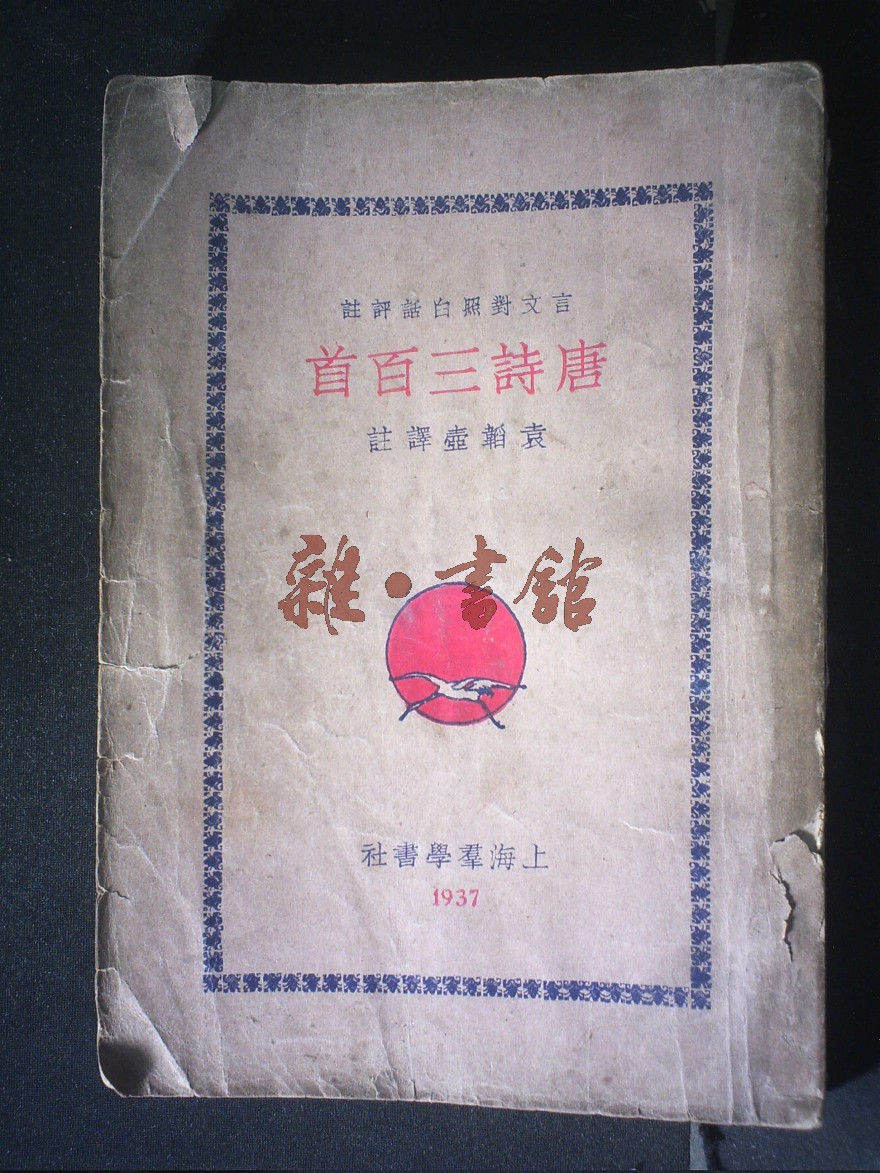 言文對照白話評註
唐詩三百首
袁韜壺譯註
雜·書舘
上海羣學書社
1937